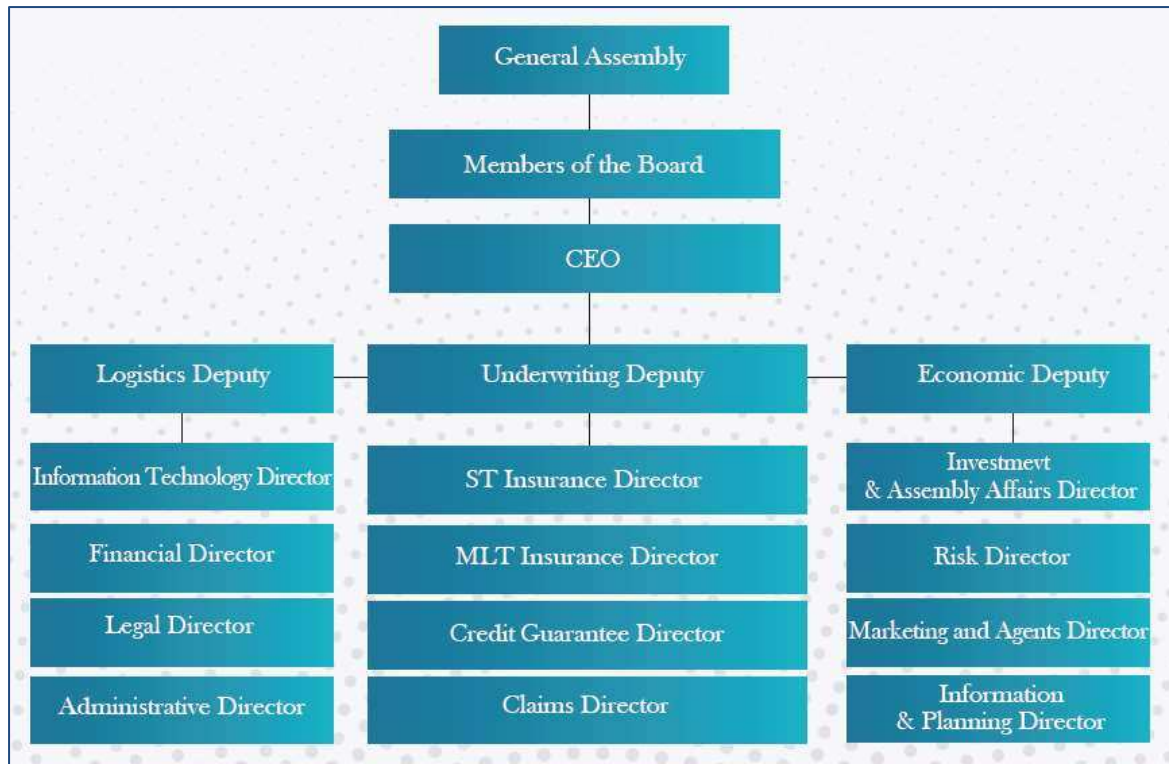 General Assembly
Members of the Board
CEO
Logistics Deputy
Underwriting Deputy
Economic Deputy
Information Technology Director
Financial Director
Legal Director
Administrative Director
ST Insurance Director
MLT Insurance Director
Credit Guarantee Director
Claims Director
Investmevt
& Assembly Affairs Director
Risk Director
Marketing and Agents Director
Information
& Planning Director